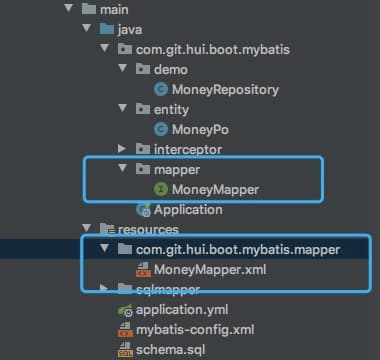 main
java
com.git.hui.boot.mybatis
demo
MoneyRepository
entity
MoneyPo
interceptor
mapper
MoneyMapper
Application
resources
com.git.hui.boot.mybatis.mapper
MoneyMapper.xml
sqlmapper
application.yml
mybatis-config.xml
schema.sql